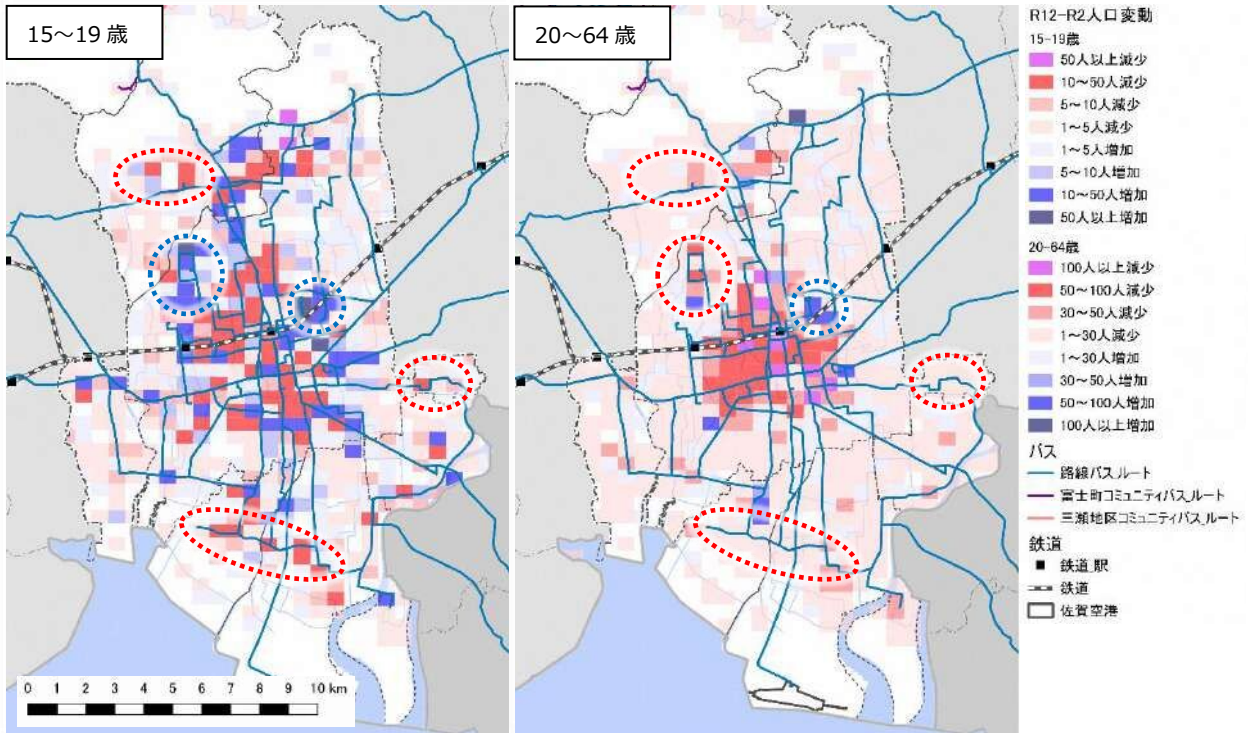 15～19 歳
20～64 歳
R12-R2人口変動
15-19歳
50人以上減少
10～50人減少
5～10人減少
1～5人減少
1～5人増加
5～10人増加
10～50人増加
50人以上増加
20-64歳
100人以上減少
50～100人減少
30～50人減少
1～30人減少
1～30人増加
30～50人増加
50～100人増加
100人以上増加
バス
路線バス_ルート
富士町コミュニティバス_ルート
三瀬地区コミュニティバス_ルート
鉄道
鉄道_駅
鉄道
佐賀空港
0 1 2 3 4 5 6 7 8 9 10 km